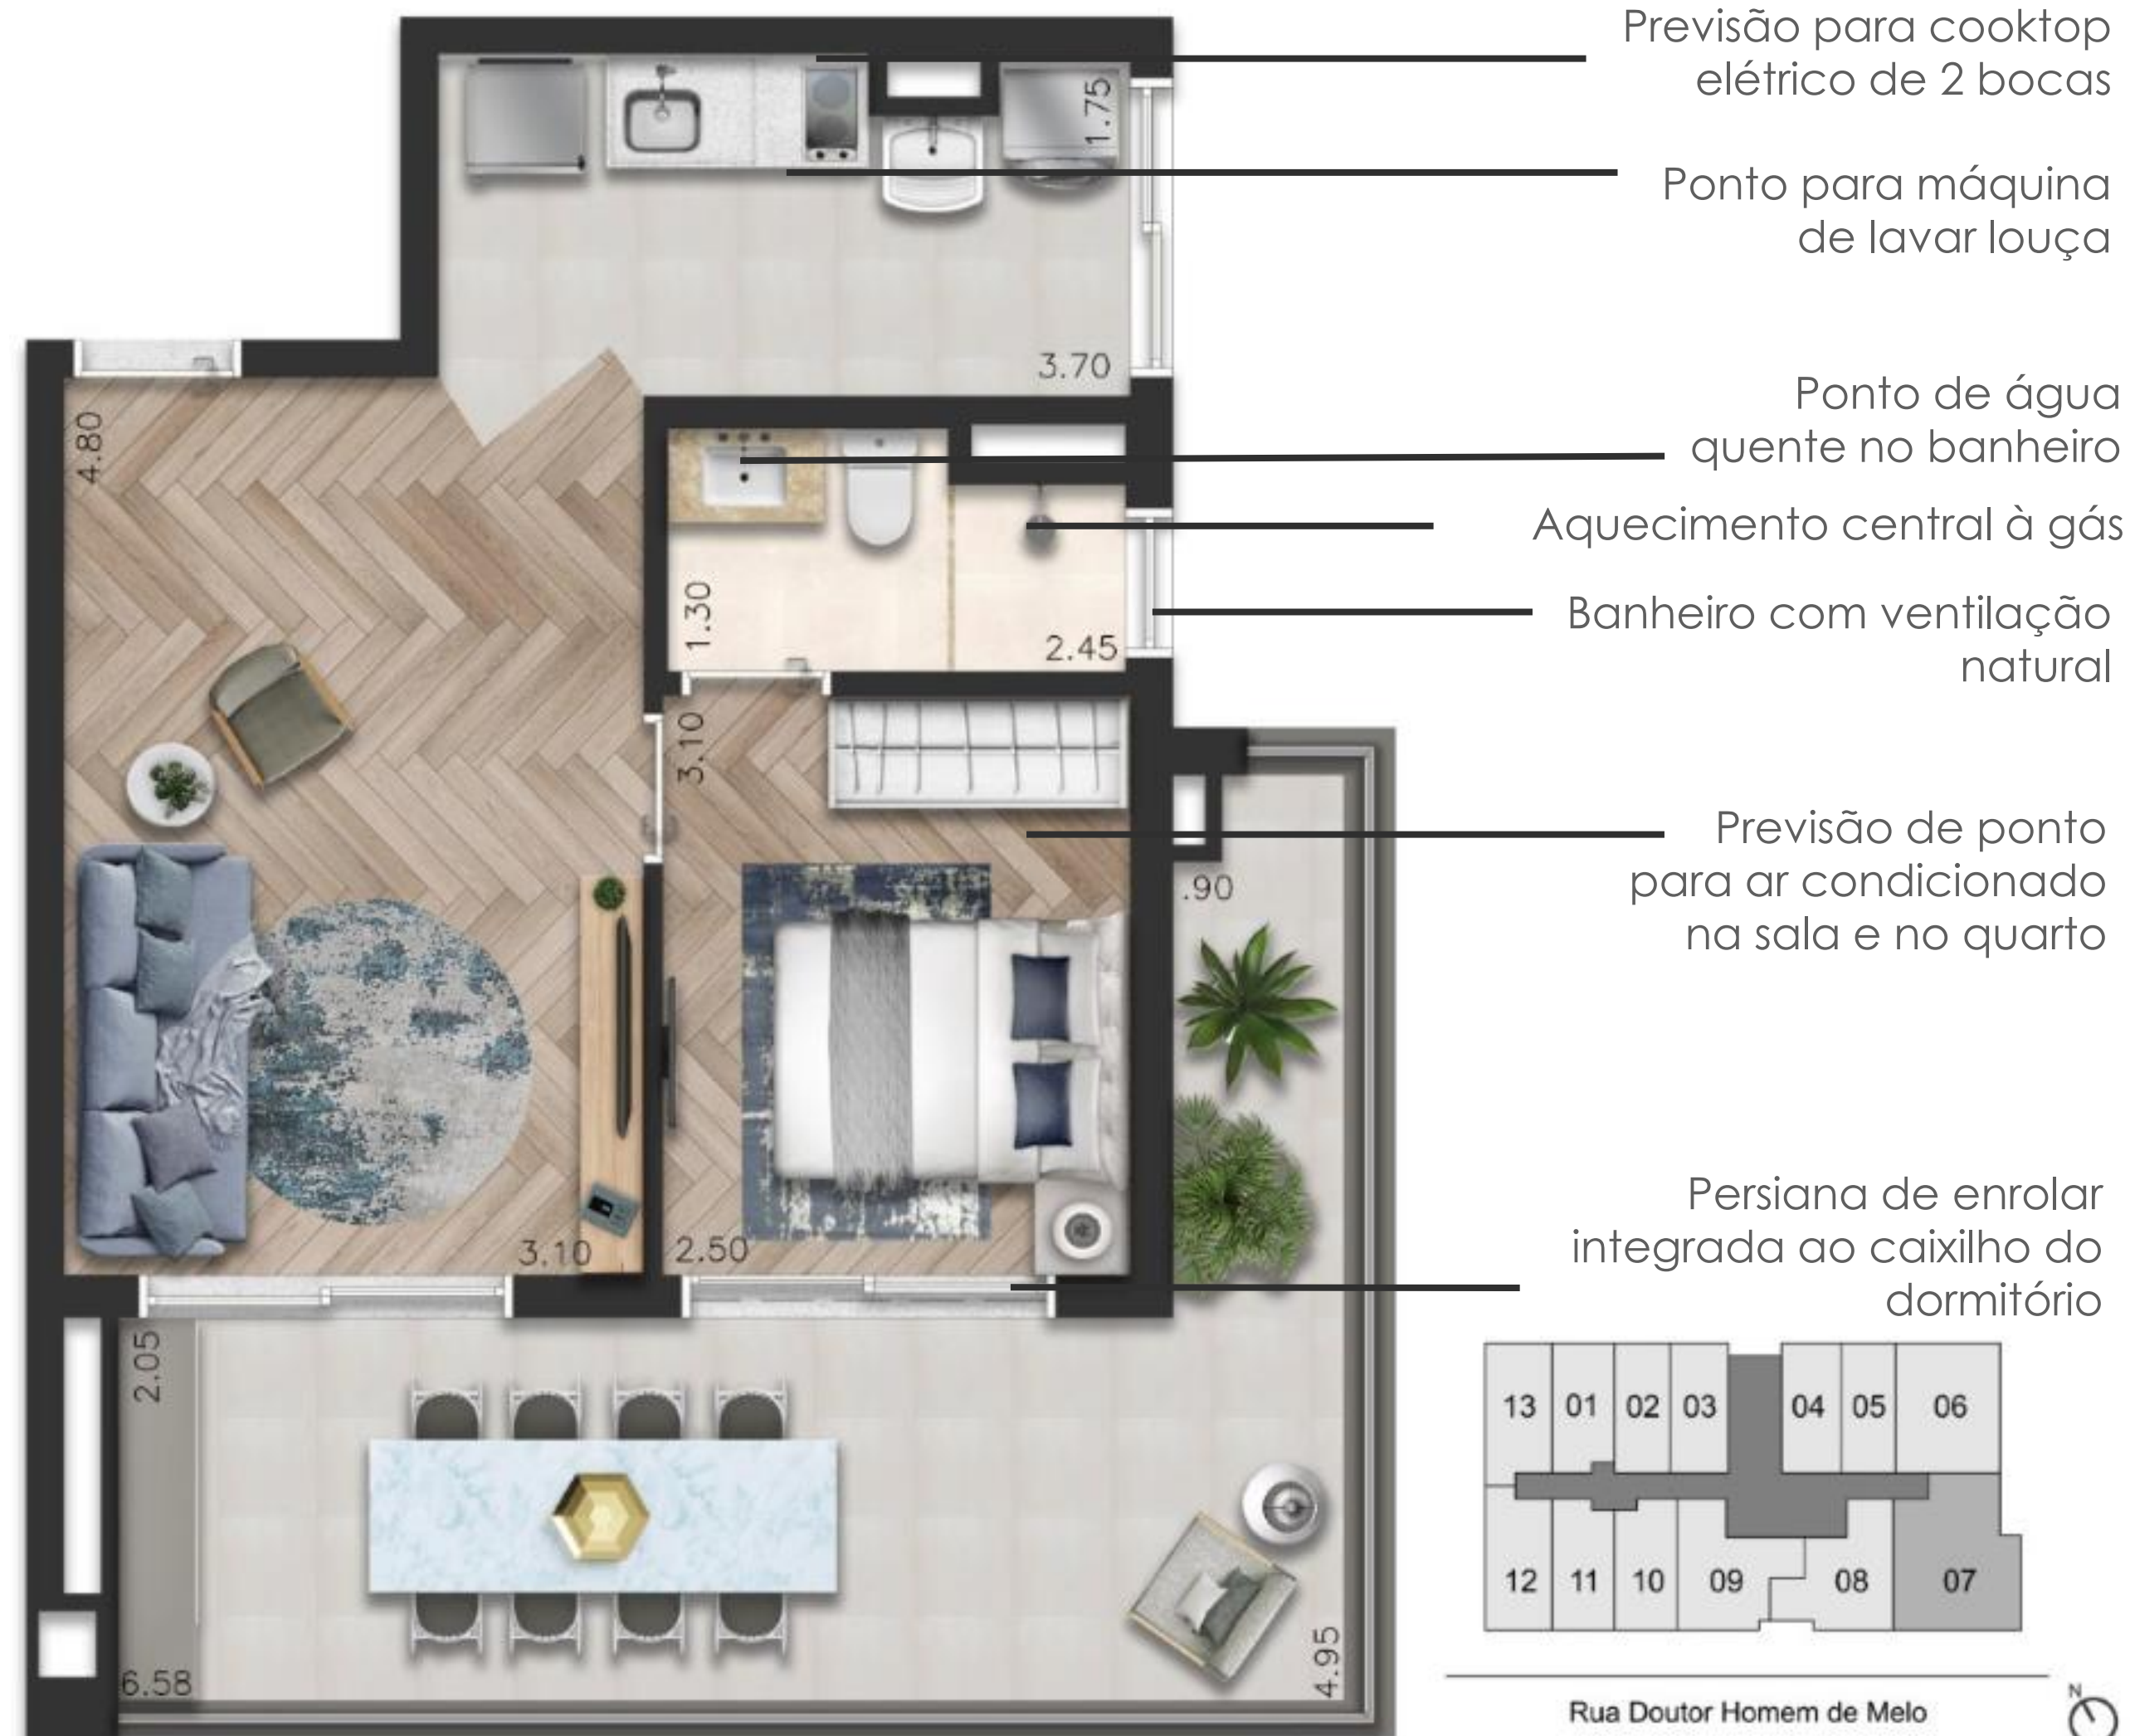 Previsão para cooktop
elétrico de 2 bocas
1.75
Ponto para máquina
de lavar louça
3.70
Ponto de água
quente no banheiro
4.80
Aquecimento central à gás
1.30
2.45
Banheiro com ventilação
natural
3.10
.90
Previsão de ponto
para ar condicionado
na sala e no quarto
3.10
2.50
Persiana de enrolar
integrada ao caixilho do
dormitório
2.05
6.58
4.95
13 01 02 03 04 05 06
12 11 10 09 08 07
Rua Doutor Homem de Melo
N